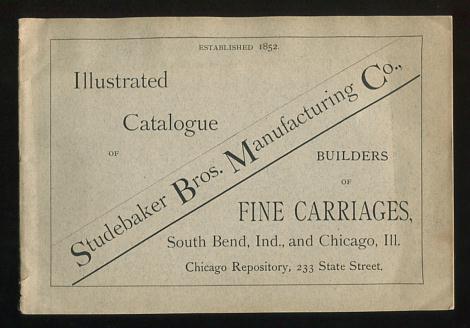 ESTABLISHED 1852.
Illustrated
Catalogue
OF
Studebaker Bros. Manufacturing Co.,
BUILDERS
OF
FINE CARRIAGES,
South Bend, Ind., and Chicago, Ill.
Chicago Repository, 233 State Street.